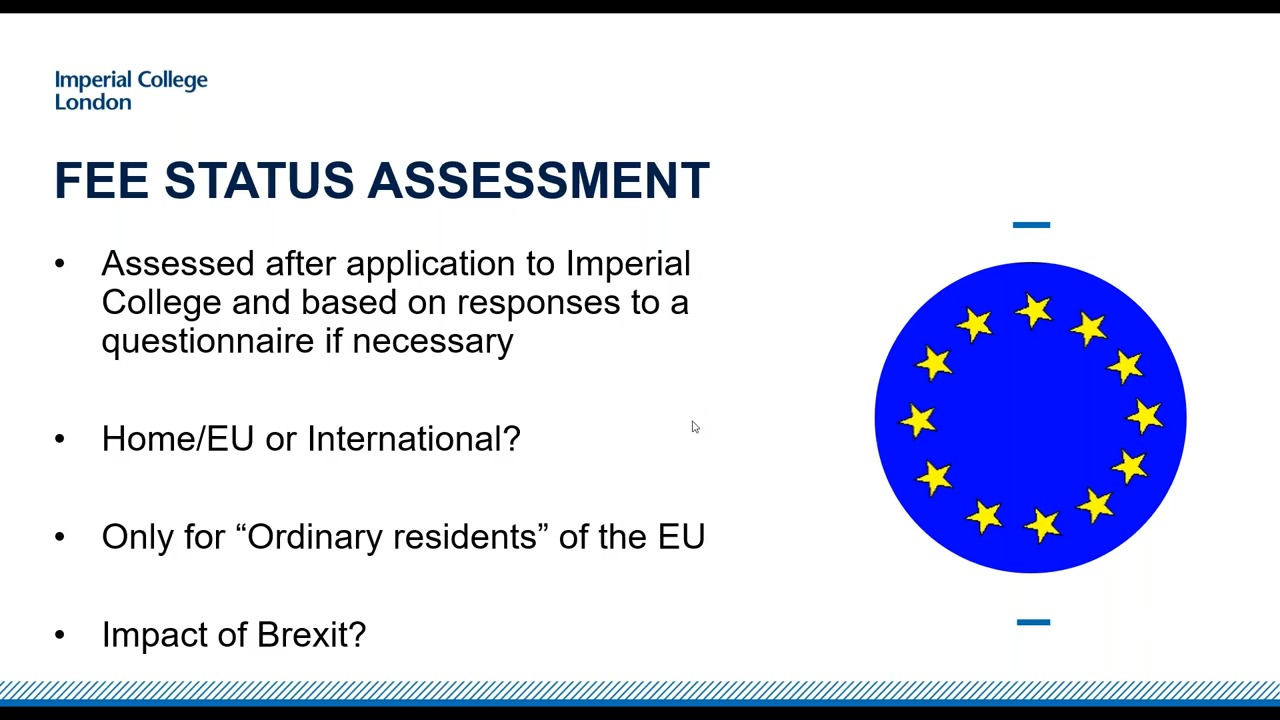 Imperial College
London
FEE STATUS ASSESSMENT
• Assessed after application to Imperial
College and based on responses to a
questionnaire if necessary
• Home/EU or International?
• Only for “Ordinary residents” of the EU
• Impact of Brexit?